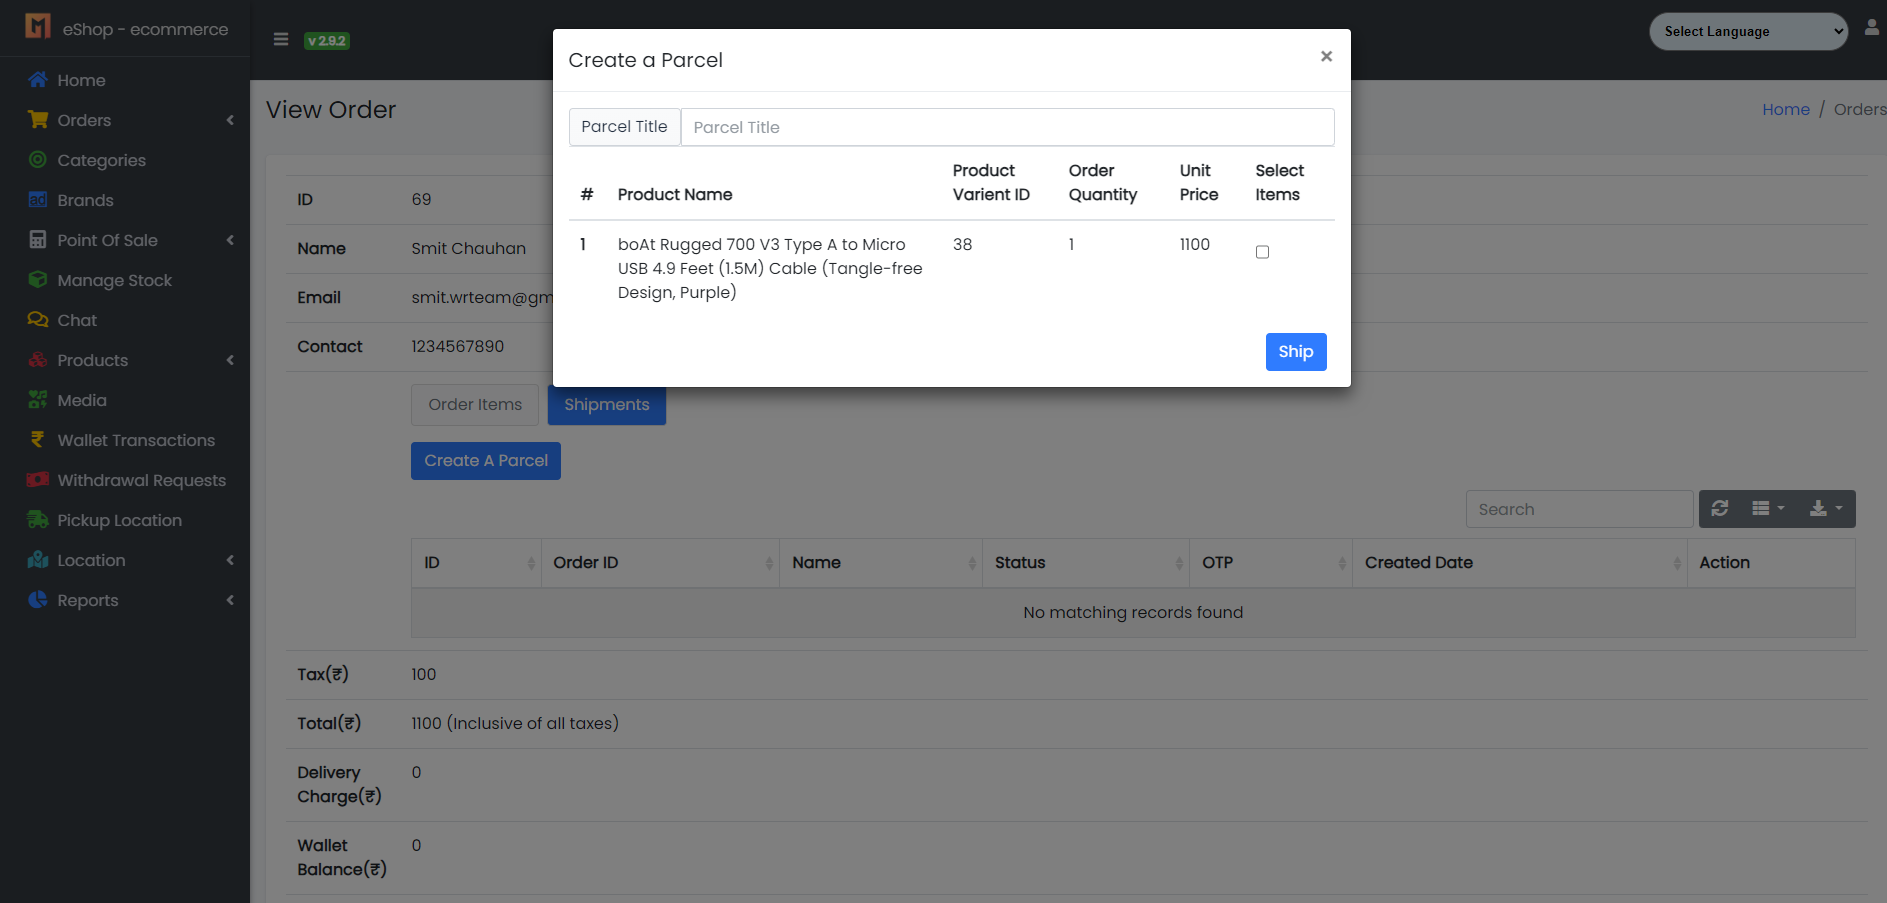 eShop - ecommerce
v 2.9.2
Select Language
Home
Orders
Categories
ad
Brands
Point Of Sale
Manage Stock
Chat
Products
Media
Wallet Transactions
Withdrawal Requests
Pickup Location
Location
Reports
View Order
Home / Orders
Create a Parcel
×
Parcel Title
Parcel Title
# Product Name Product Varient ID Order Quantity Unit Price Select Items
1 boAt Rugged 700 V3 Type A to Micro 38 1 1100
USB 4.9 Feet (1.5M) Cable (Tangle-free
Design, Purple)
Ship
ID 69
Name Smit Chauhan
Email smit.wrteam@gm
Contact 1234567890
Order Items
Shipments
Create A Parcel
Search
ID Order ID Name Status OTP Created Date Action
No matching records found
Tax(₹) 100
Total(₹) 1100 (Inclusive of all taxes)
Delivery 0
Charge(₹)
Wallet 0
Balance(₹)